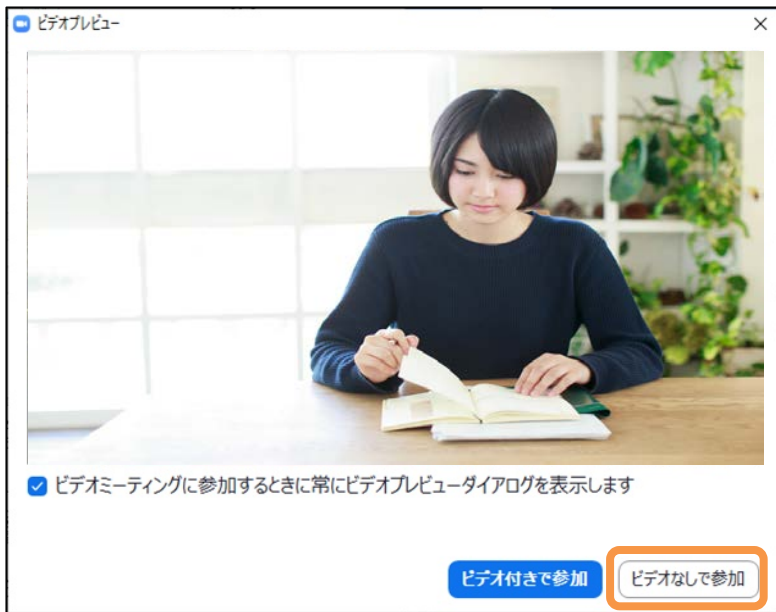 ビデオプレビュー
ビデオミーティングに参加するときに常にビデオプレビューダイアログを表示します
ビデオ付きで参加
ビデオなしで参加